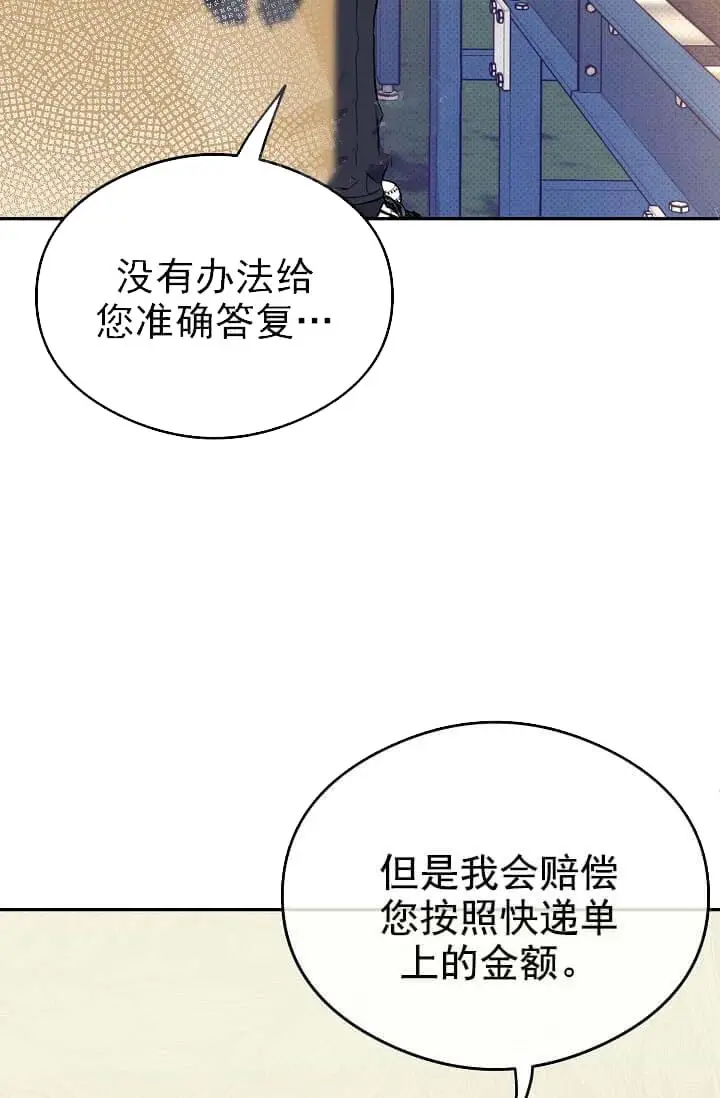 没有办法给
您准确答复…
但是我会赔偿
您按照快递单
上的金额。